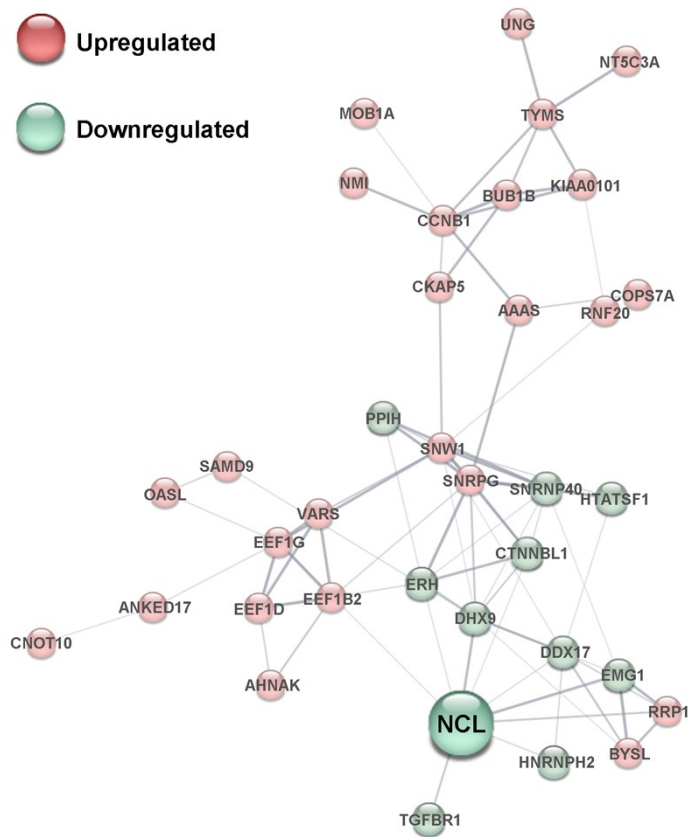 Upregulated
Downregulated
UNG
NT5C3A
MOB1A
TYMS
NMI
BUB1B
KIAA0101
CCNB1
CKAP5
COPS7A
AAAS
RNF20
PPIH
SNW1
SAMD9
SNRPG
SNRNP40
OASL
HTATSF1
VARS
EEF1G
CTNNBL1
ERH
ANKED17
EEF1D
EEF1B2
DHX9
CNOT10
DDX17
EMG1
AHNAK
RRP1
NCL
BYSL
HNRNPH2
TGFBR1